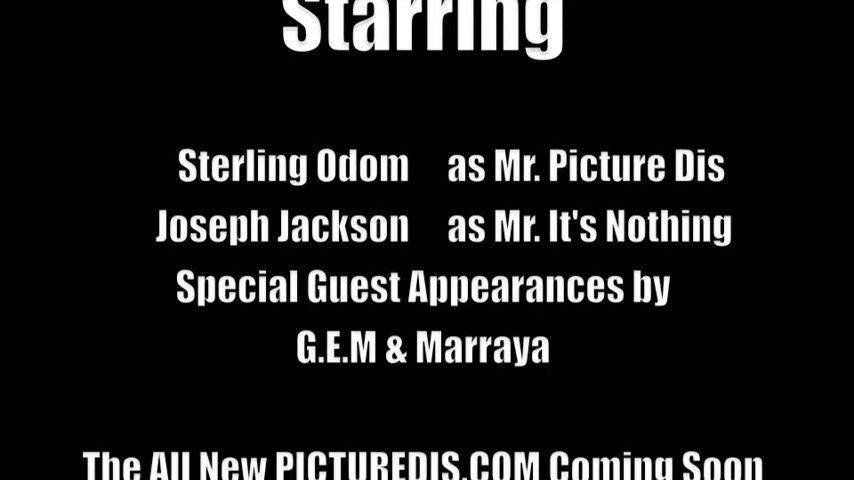 Starring
Sterling Odom as Mr. Picture Dis
Joseph Jackson as Mr. It's Nothing
Special Guest Appearances by
G.E.M & Marraya
The All New PICTUREDIS.COM Coming Soon